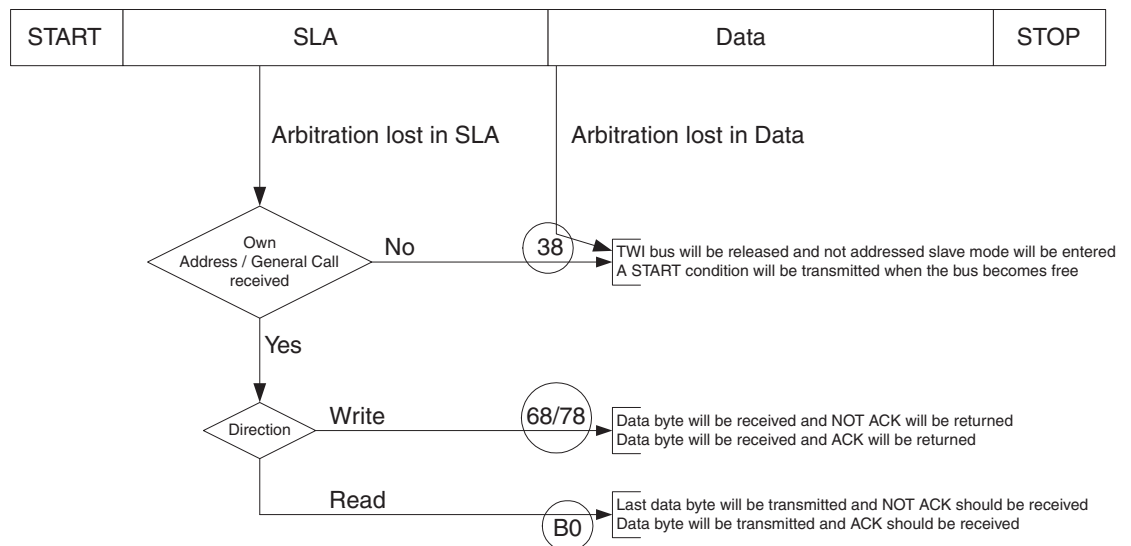 START SLA Data STOP
Arbitration lost in SLA Arbitration lost in Data
Own
Address / General Call
received
No
38
TWI bus will be released and not addressed slave mode will be entered
A START condition will be transmitted when the bus becomes free
Yes
Direction
Write
68/78
Data byte will be received and NOT ACK will be returned
Data byte will be received and ACK will be returned
Read
B0
Last data byte will be transmitted and NOT ACK should be received
Data byte will be transmitted and ACK should be received